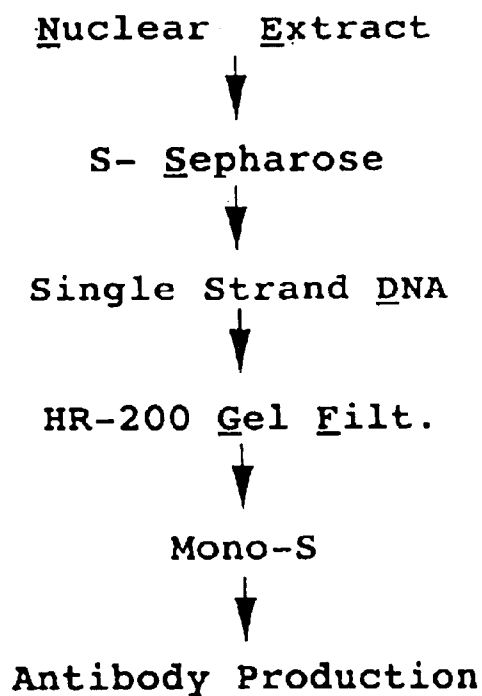 Nuclear Extract
S- Sepharose
Single Strand DNA
HR-200 Gel Filt.
Mono-S
Antibody Production